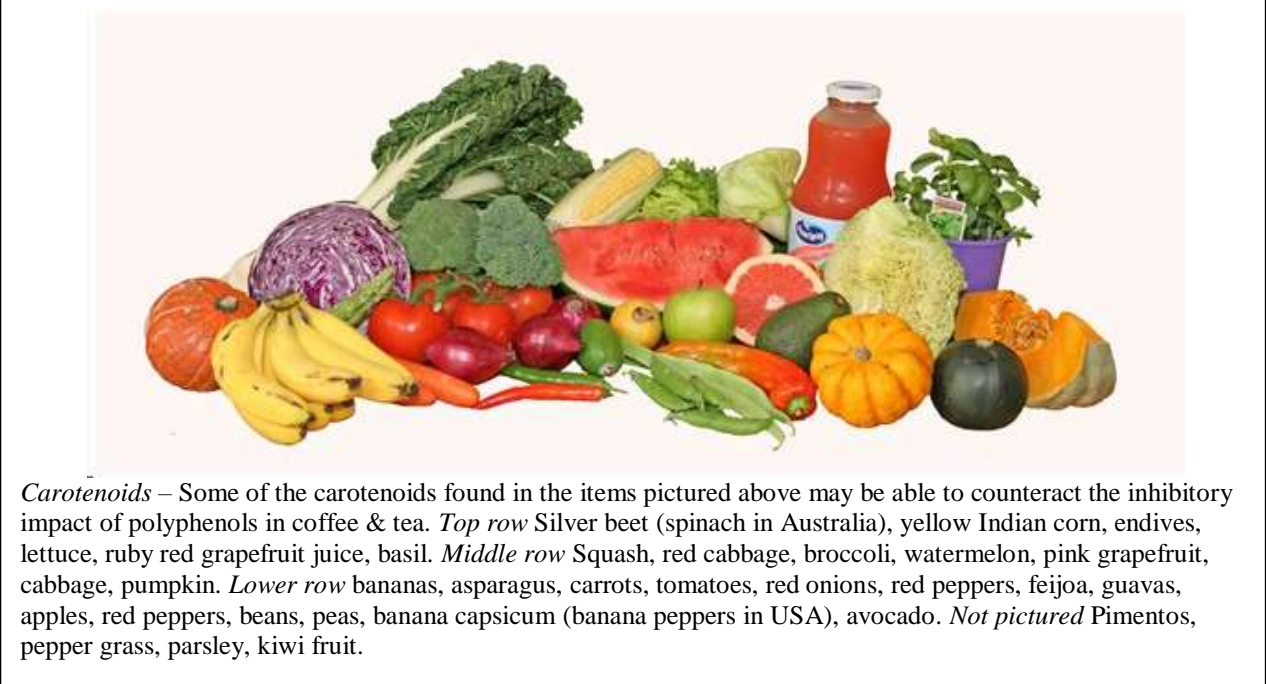 Carotenoids – Some of the carotenoids found in the items pictured above may be able to counteract the inhibitory
impact of polyphenols in coffee & tea. Top row Silver beet (spinach in Australia), yellow Indian corn, endives,
lettuce, ruby red grapefruit juice, basil. Middle row Squash, red cabbage, broccoli, watermelon, pink grapefruit,
cabbage, pumpkin. Lower row bananas, asparagus, carrots, tomatoes, red onions, red peppers, feijoa, guavas,
apples, red peppers, beans, peas, banana capsicum (banana peppers in USA), avocado. Not pictured Pimentos,
pepper grass, parsley, kiwi fruit.